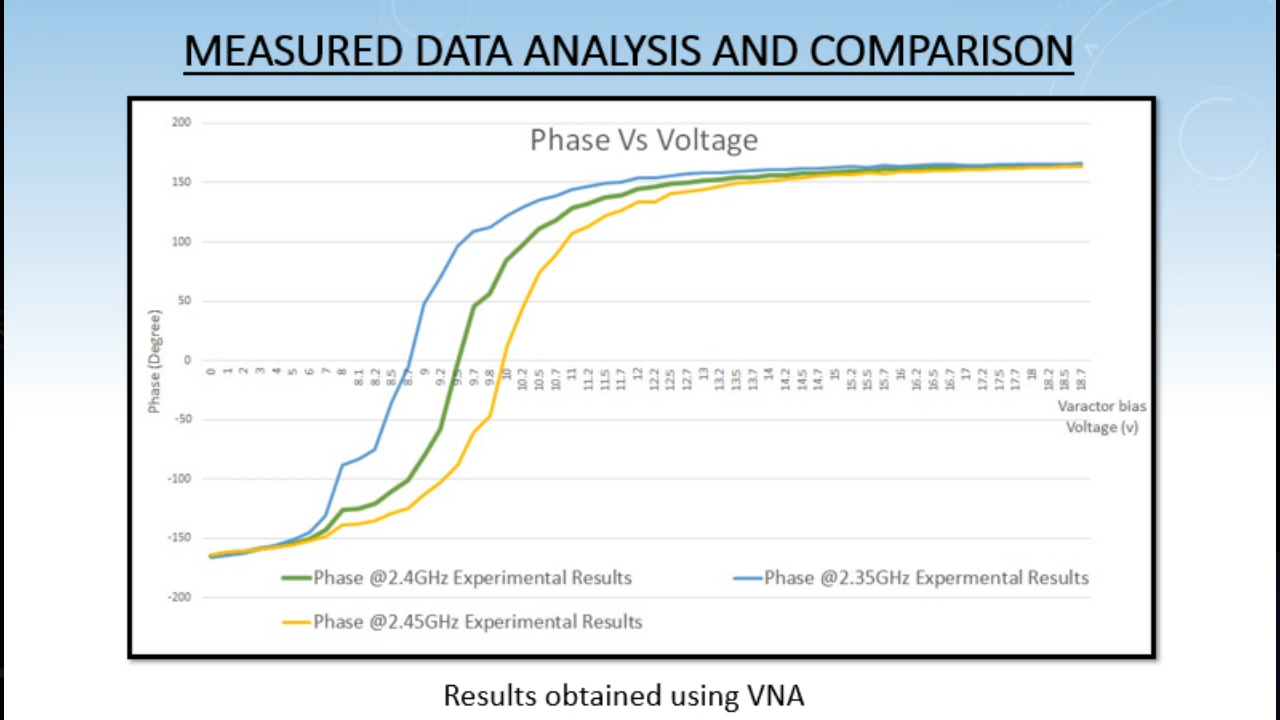 MEASURED DATA ANALYSIS AND COMPARISON
Phase Vs Voltage
200
150
100
50
0
-50
-100
-150
-200
Phase (Degree)
0 1 2 3 4 5 6 7 8 8.1 8.2 8.5 8.7 9 9.2 9.5 9.7 9.8 10 10.2 10.5 10.7 11 11.2 11.5 11.7 12 12.2 12.5 12.7 13 13.2 13.5 13.7 14 14.2 14.5 14.7 15 15.2 15.5 15.7 16 16.2 16.5 16.7 17 17.2 17.5 17.7 18 18.2 18.5 18.7
Varactor bias
Voltage (v)
Phase @2.4GHz Experimental Results
Phase @2.35GHz Expermental Results
Phase @2.45GHz Experimental Results
Results obtained using VNA